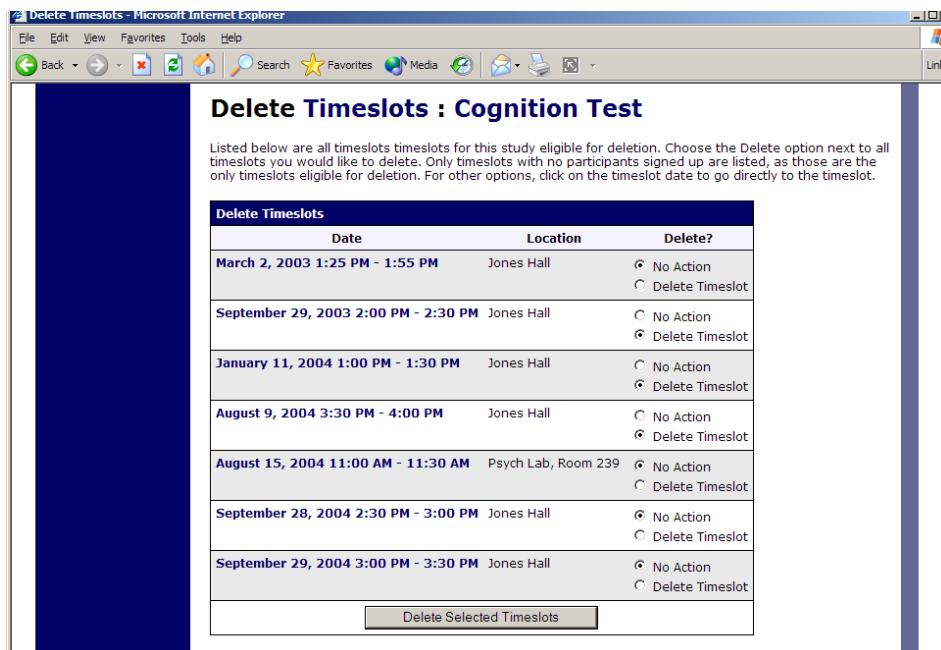 Delete Timeslots - Microsoft Internet Explorer
File Edit View Favorites Tools Help
Back Search Favorites Media
Delete Timeslots : Cognition Test
Listed below are all timeslots timeslots for this study eligible for deletion. Choose the Delete option next to all
timeslots you would like to delete. Only timeslots with no participants signed up are listed, as those are the
only timeslots eligible for deletion. For other options, click on the timeslot date to go directly to the timeslot.
Delete Timeslots
Date Location Delete?
March 2, 2003 1:25 PM - 1:55 PM Jones Hall No Action
Delete Timeslot
September 29, 2003 2:00 PM - 2:30 PM Jones Hall No Action
Delete Timeslot
January 11, 2004 1:00 PM - 1:30 PM Jones Hall No Action
Delete Timeslot
August 9, 2004 3:30 PM - 4:00 PM Jones Hall No Action
Delete Timeslot
August 15, 2004 11:00 AM - 11:30 AM Psych Lab, Room 239 No Action
Delete Timeslot
September 28, 2004 2:30 PM - 3:00 PM Jones Hall No Action
Delete Timeslot
September 29, 2004 3:00 PM - 3:30 PM Jones Hall No Action
Delete Timeslot
Delete Selected Timeslots